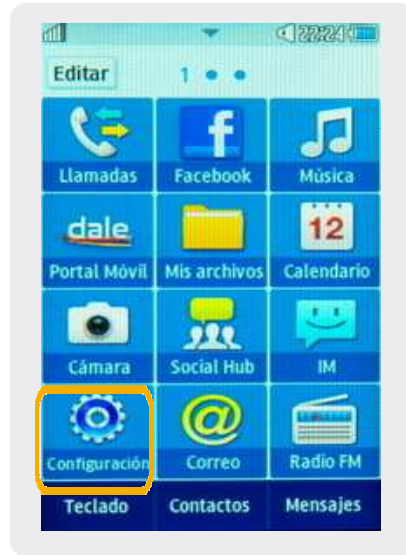 22:24
Editar
1
Llamadas
Facebook
Música
dale
Portal Móvil
Mis archivos
12
Calendario
Cámara
Social Hub
IM
@
Configuración
Correo
Radio FM
Teclado
Contactos
Mensajes